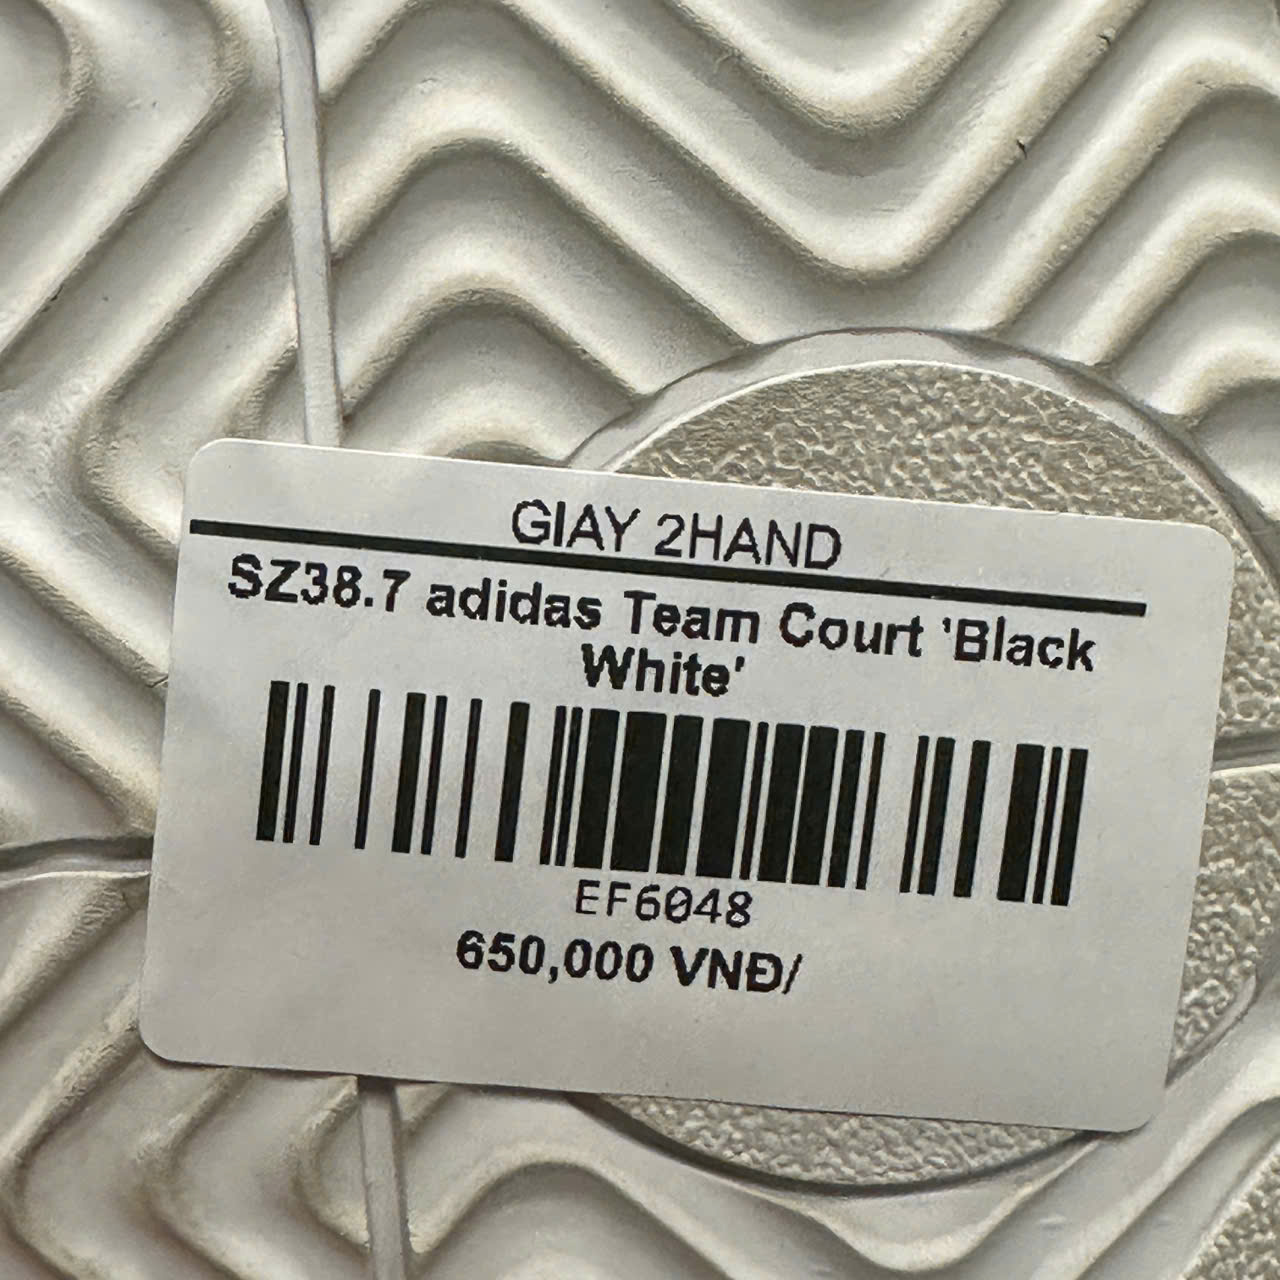 GIAY 2HAND
SZ38.7 adidas Team Court 'Black
White'
EF6048
650,000 VNĐ/